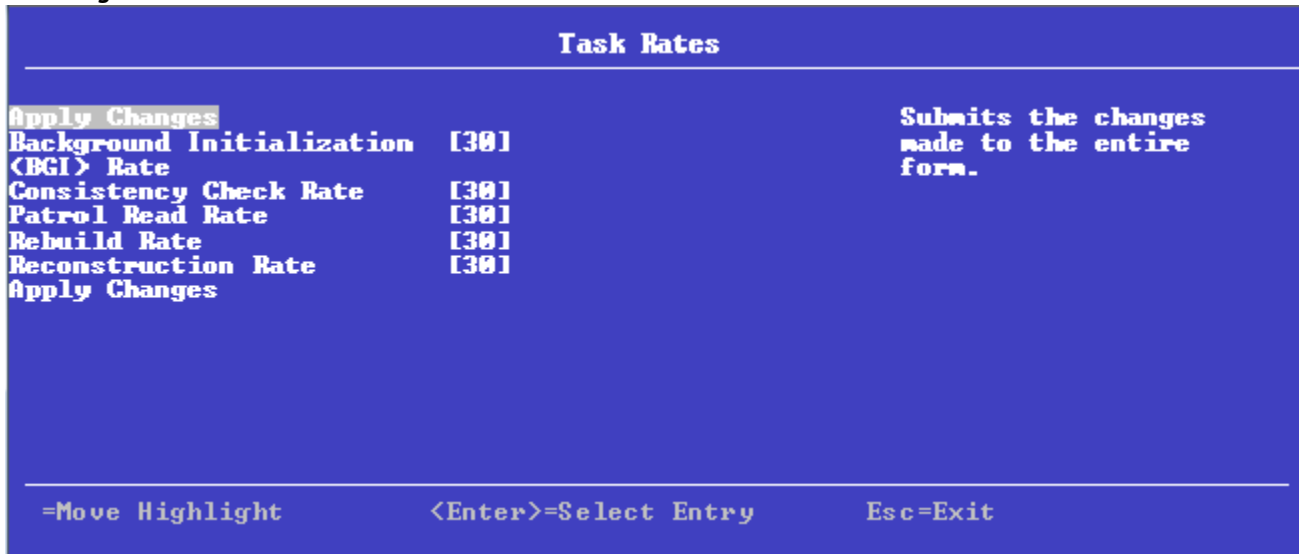 Task Rates
Apply Changes
Submits the changes
Background Initialization [30]
made to the entire
<BGI> Rate
form.
Consistency Check Rate [30]
Patrol Read Rate [30]
Rebuild Rate [30]
Reconstruction Rate [30]
Apply Changes
=Move Highlight <Enter>=Select Entry Esc=Exit